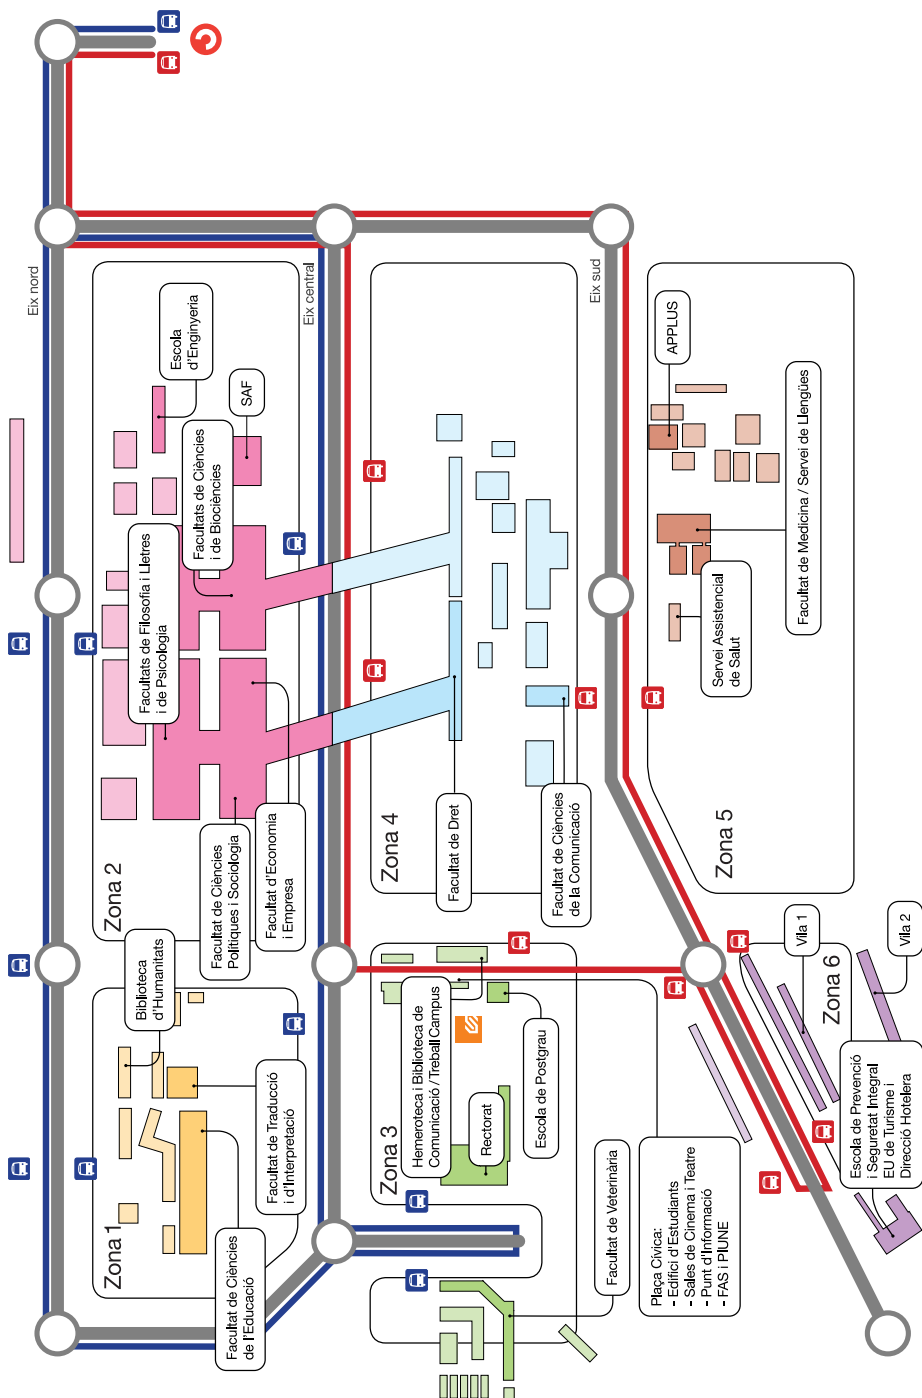 Eix nord
Zona 2
Escola
d'Enginyeria
SAF
Facultats de Ciències
i de Biociències
Facultats de Filosofia i Lletres
i de Psicologia
Facultat de Ciències
Polítiques i Sociologia
Facultat d'Economia
i Empresa
Eix central
Zona 1
Biblioteca
d'Humanitats
Facultat de Traducció
i d'Interpretació
Facultat de Ciències
de l'Educació
Zona 4
Facultat de Dret
Facultat de Ciències
de la Comunicació
Eix sud
Zona 3
Hemeroteca i Biblioteca de
Comunicació / Treball Campus
Rectorat
Escola de Postgrau
Facultat de Veterinària
Plaça Cívica:
- Edifici d'Estudiants
- Sales de Cinema i Teatre
- Punt d'Informació
- FAS i PIUNE
Zona 5
APPLUS
Facultat de Medicina / Servei de Llengües
Servei Assistencial
de Salut
Zona 6
Vila 1
Vila 2
Escola de Prevenció
i Seguretat Integral
EU de Turisme i
Direcció Hotelera